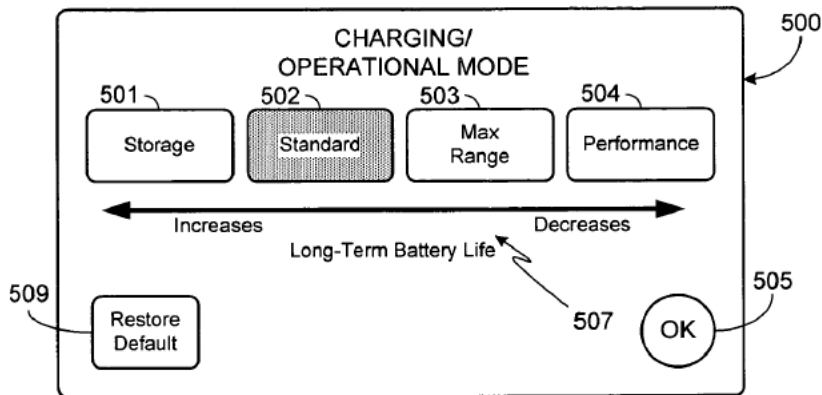 CHARGING/
OPERATIONAL MODE
500
501
502
503
504
Storage
Standard
Max
Range
Performance
Increases
Decreases
Long-Term Battery Life
509
507
505
Restore
Default
OK